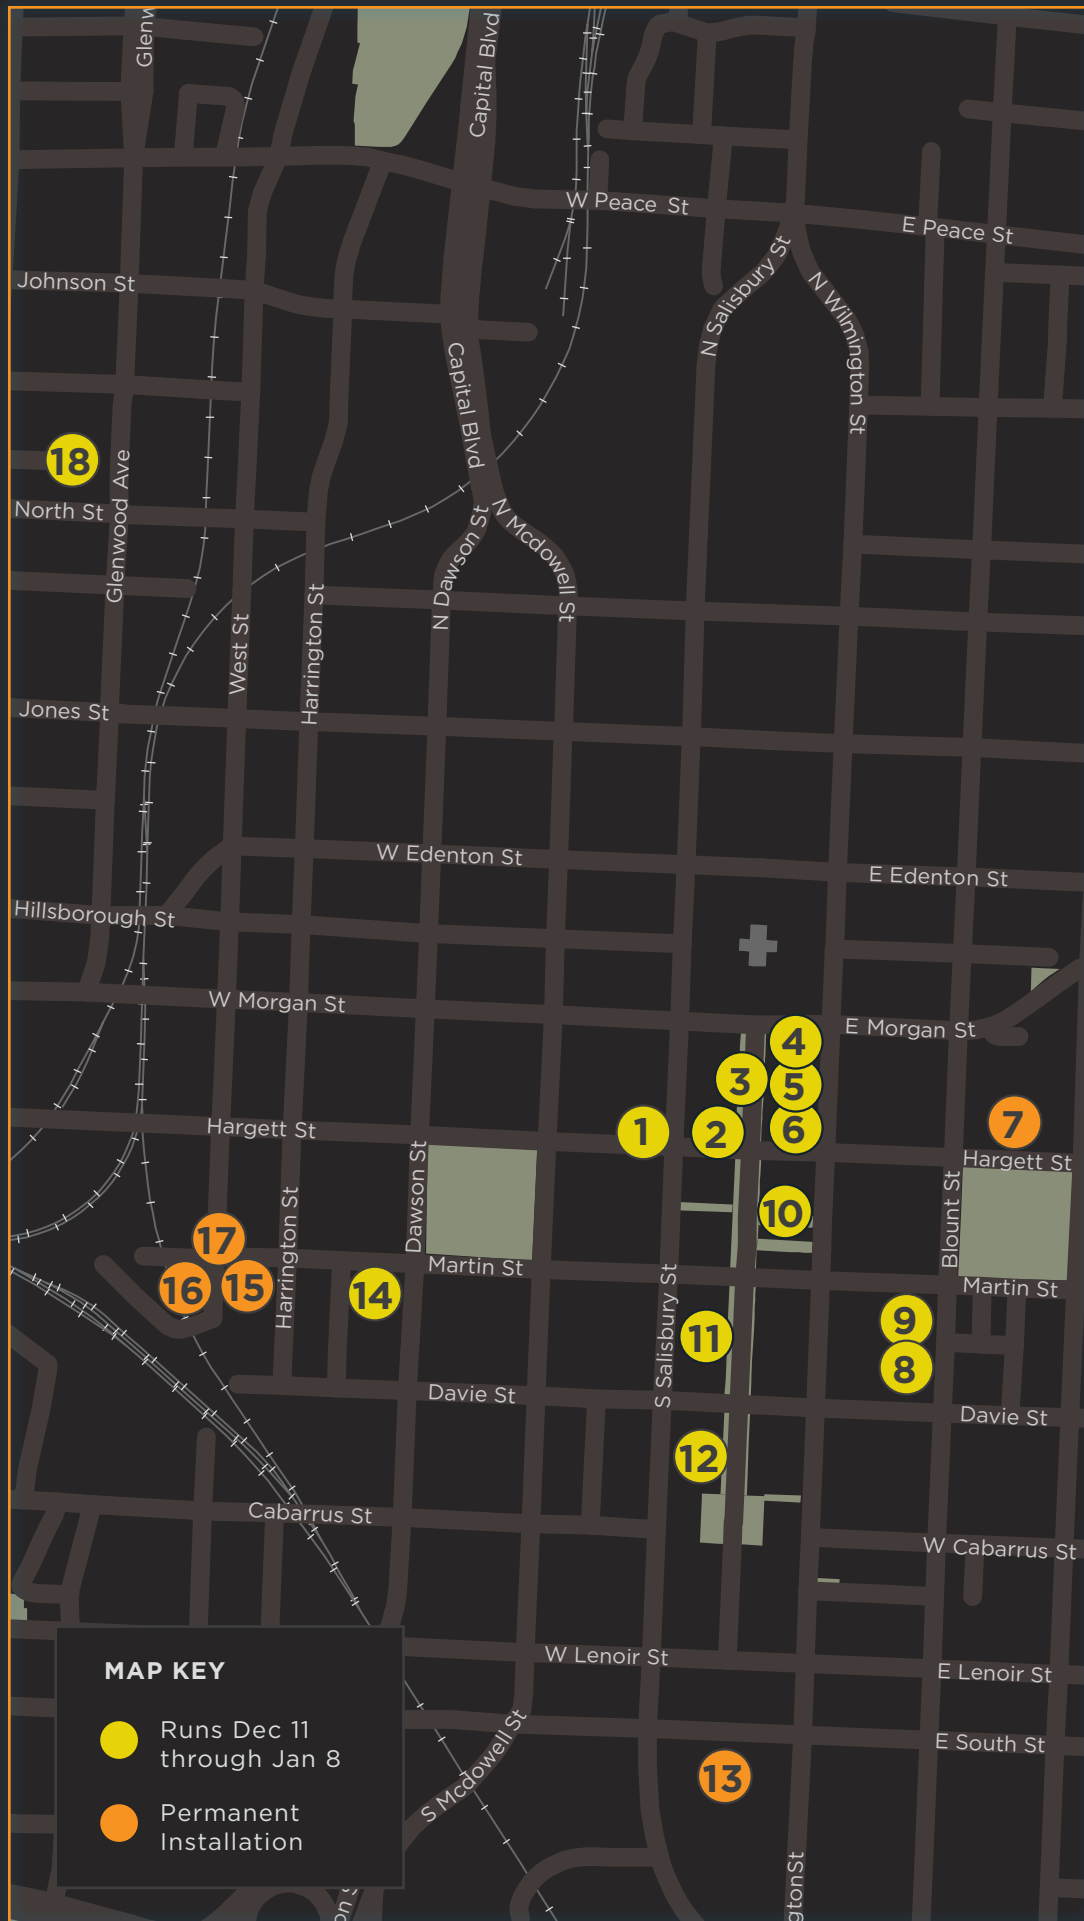 Glenw
Capital Blvd
W Peace St
E Peace St
Johnson St
N Salisbury St
N Wilmington St
Capital Blvd
18
North St
Glenwood Ave
N Dawson St
N Mcdowell St
West St
Harrington St
Jones St
W Edenton St
E Edenton St
Hillsborough St
W Morgan St
E Morgan St
4
3
5
1
2
6
7
Hargett St
Hargett St
Dawson St
Blount St
10
17
Harrington St
16
15
14
Martin St
Martin St
S Salisbury St
11
9
8
Davie St
Davie St
12
Cabarrus St
W Cabarrus St
W Lenoir St
E Lenoir St
E South St
S Mcdowell St
13
gton St
on S
MAP KEY
Runs Dec 11
through Jan 8
Permanent
Installation